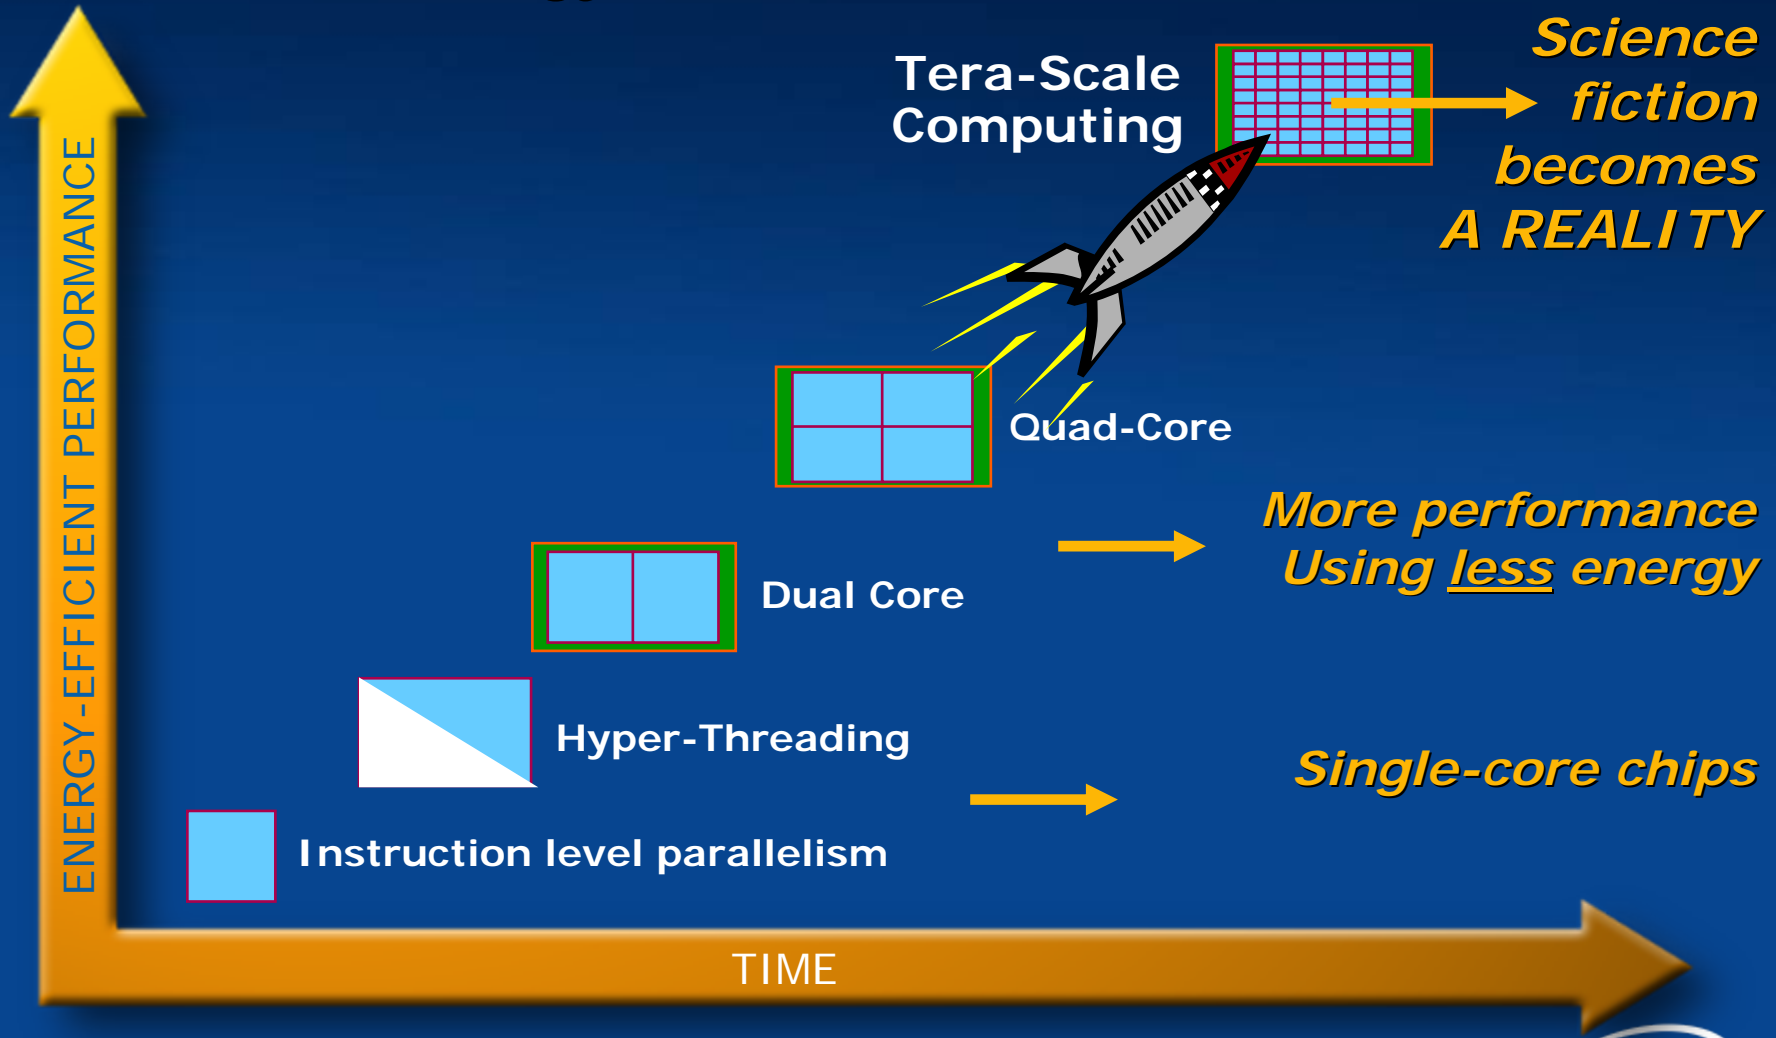 Tera-Scale
Computing
Science
fiction
becomes
A REALITY
Quad-Core
More performance
Using less energy
Dual Core
Hyper-Threading
Single-core chips
Instruction level parallelism
ENERGY-EFFICIENT PERFORMANCE
TIME